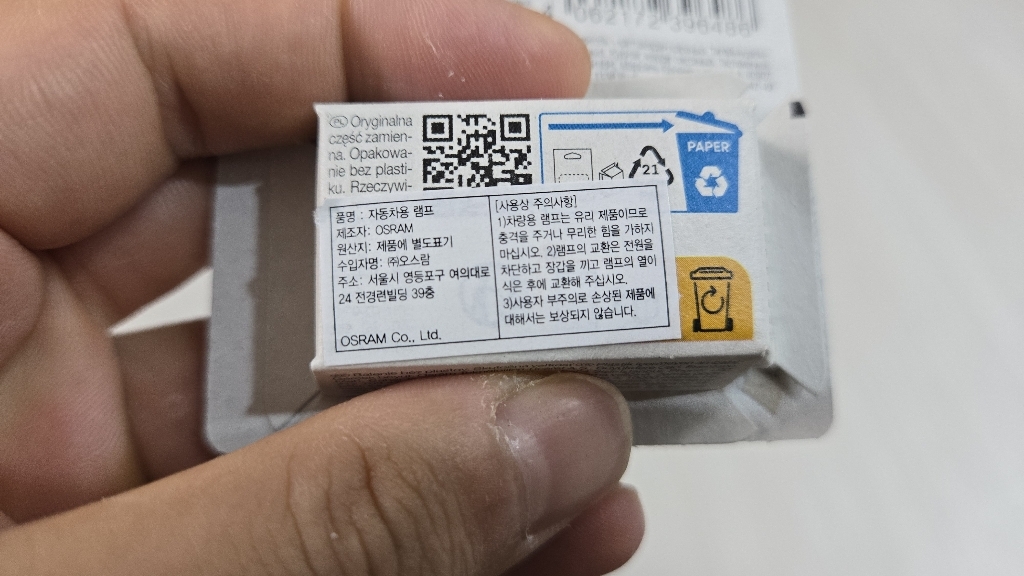 4 062172 396486
PL Oryginalna
część zamien-
na. Opakowa-
nie bez plasti-
ku. Rzeczywi-
PAPER
21
품명 : 자동차용 램프
제조자: OSRAM
원산지: 제품에 별도표기
수입자명: ㈜오스람
주소: 서울시 영등포구 여의대로
24 전경련빌딩 39층
OSRAM Co., Ltd.
[사용상 주의사항]
1)차량용 램프는 유리 제품이므로
충격을 주거나 무리한 힘을 가하지
마십시오. 2)램프의 교환은 전원을
차단하고 장갑을 끼고 램프의 열이
식은 후에 교환해 주십시오.
3)사용자 부주의로 손상된 제품에
대해서는 보상되지 않습니다.